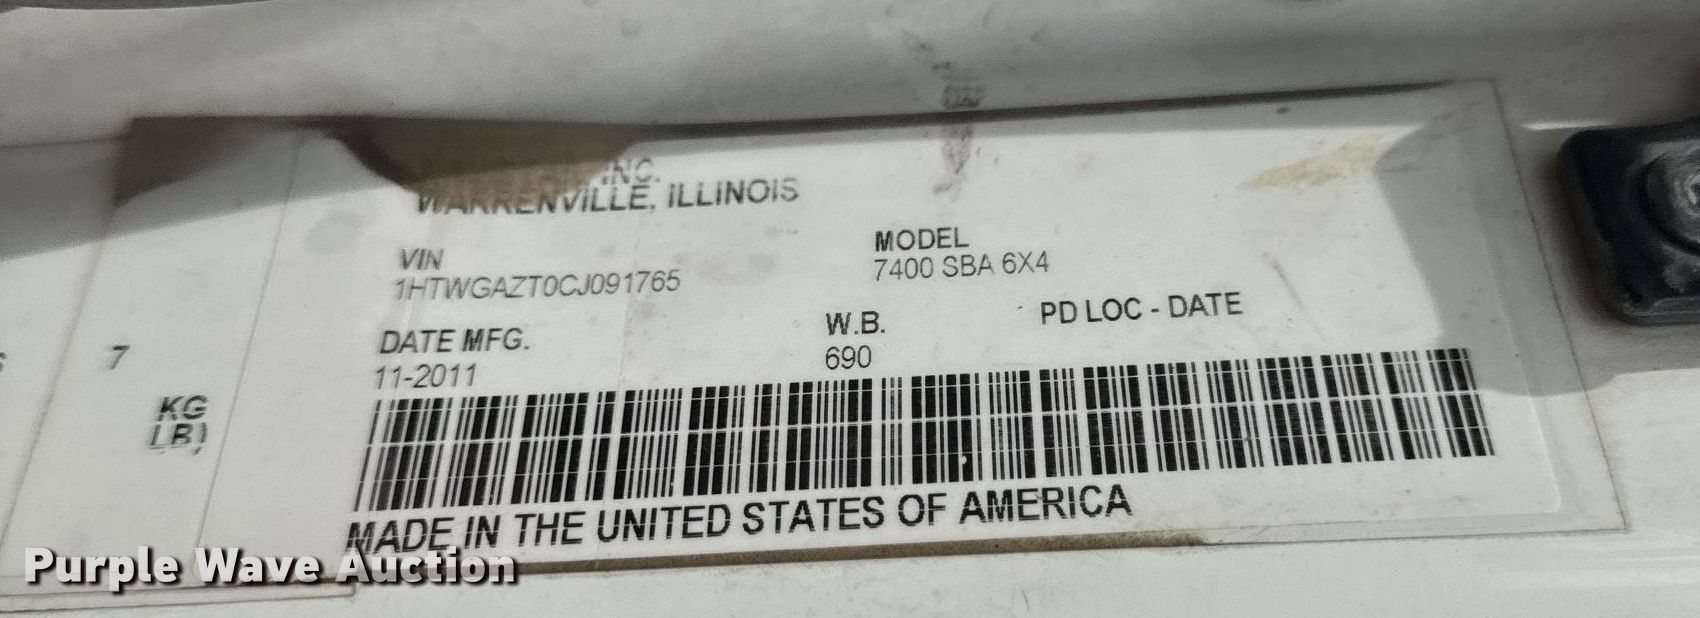 INC.
WARRENVILLE, ILLINOIS
VIN
1HTWGAZT0CJ091765
MODEL
7400 SBA 6X4
DATE MFG.
11-2011
W.B.
690
PD LOC - DATE
7
KG
LB)
MADE IN THE UNITED STATES OF AMERICA
Purple Wave Auction